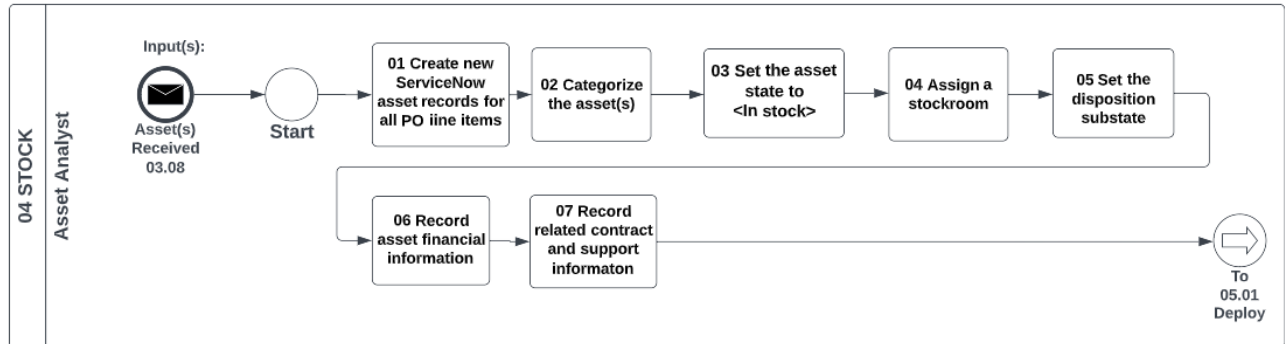 04 STOCK
Asset Analyst
Input(s):
Asset(s)
Received
03.08
Start
01 Create new
ServiceNow
asset records for
all PO iine items
02 Categorize
the asset(s)
03 Set the asset
state to
<In stock>
04 Assign a
stockroom
05 Set the
disposition
substate
06 Record
asset financial
information
07 Record
related contract
and support
informaton
To
05.01
Deploy